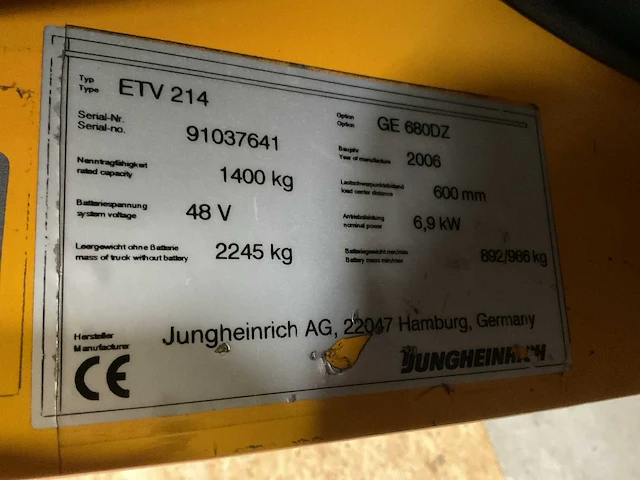 Typ
Type ETV 214
Option
Option GE 680DZ
Serial-Nr.
Serial-no. 91037641
Baujahr
Year of manufacture 2006
Nenntragfähigkeit
rated capacity 1400 kg
Lastschwerpunktabstand
load center distance 600 mm
Batteriespannung
system voltage 48 V
Antriebsleistung
nominal power 6,9 kW
Leergewicht ohne Batterie
mass of truck without battery 2245 kg
Batteriegewicht min/max
Battery mass min/max 892/986 kg
Hersteller
Manufacturer Jungheinrich AG, 22047 Hamburg, Germany
CE
JUNGHEINRICH